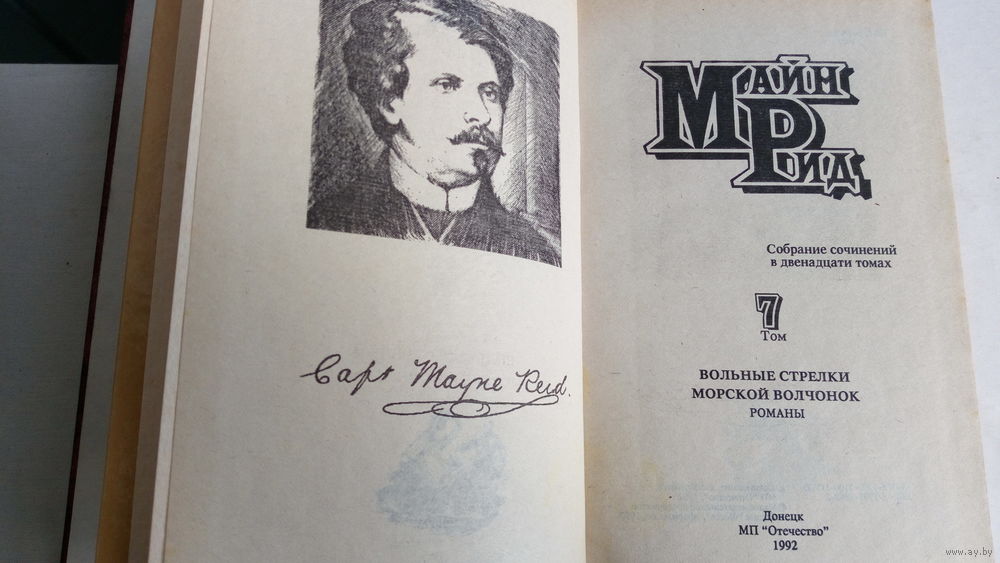 Capt Mayne Reid.
МАЙН
РИД
Собрание сочинений
в двенадцати томах
7
Том
ВОЛЬНЫЕ СТРЕЛКИ
МОРСКОЙ ВОЛЧОНОК
РОМАНЫ
Донецк
МП "Отечество"
1992
www.ay.by